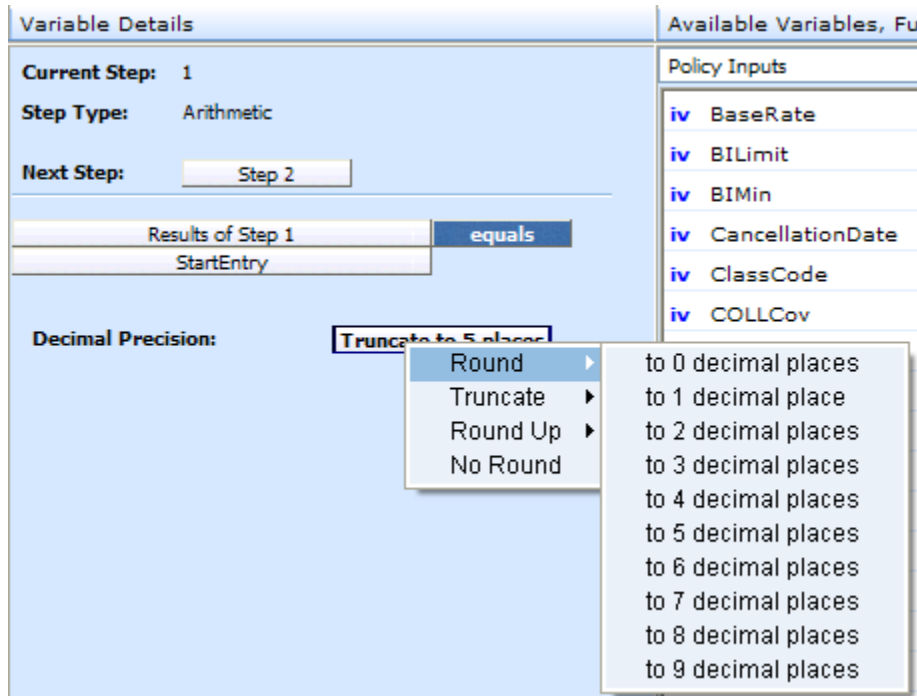 Variable Details
Current Step: 1
Step Type: Arithmetic
Next Step: Step 2
Results of Step 1 equals
StartEntry
Decimal Precision: Truncate to 5 places
Round
Truncate
Round Up
No Round
to 0 decimal places
to 1 decimal place
to 2 decimal places
to 3 decimal places
to 4 decimal places
to 5 decimal places
to 6 decimal places
to 7 decimal places
to 8 decimal places
to 9 decimal places
Available Variables, Fu
Policy Inputs
iv BaseRate
iv BILimit
iv BIMin
iv CancellationDate
iv ClassCode
iv COLLCov